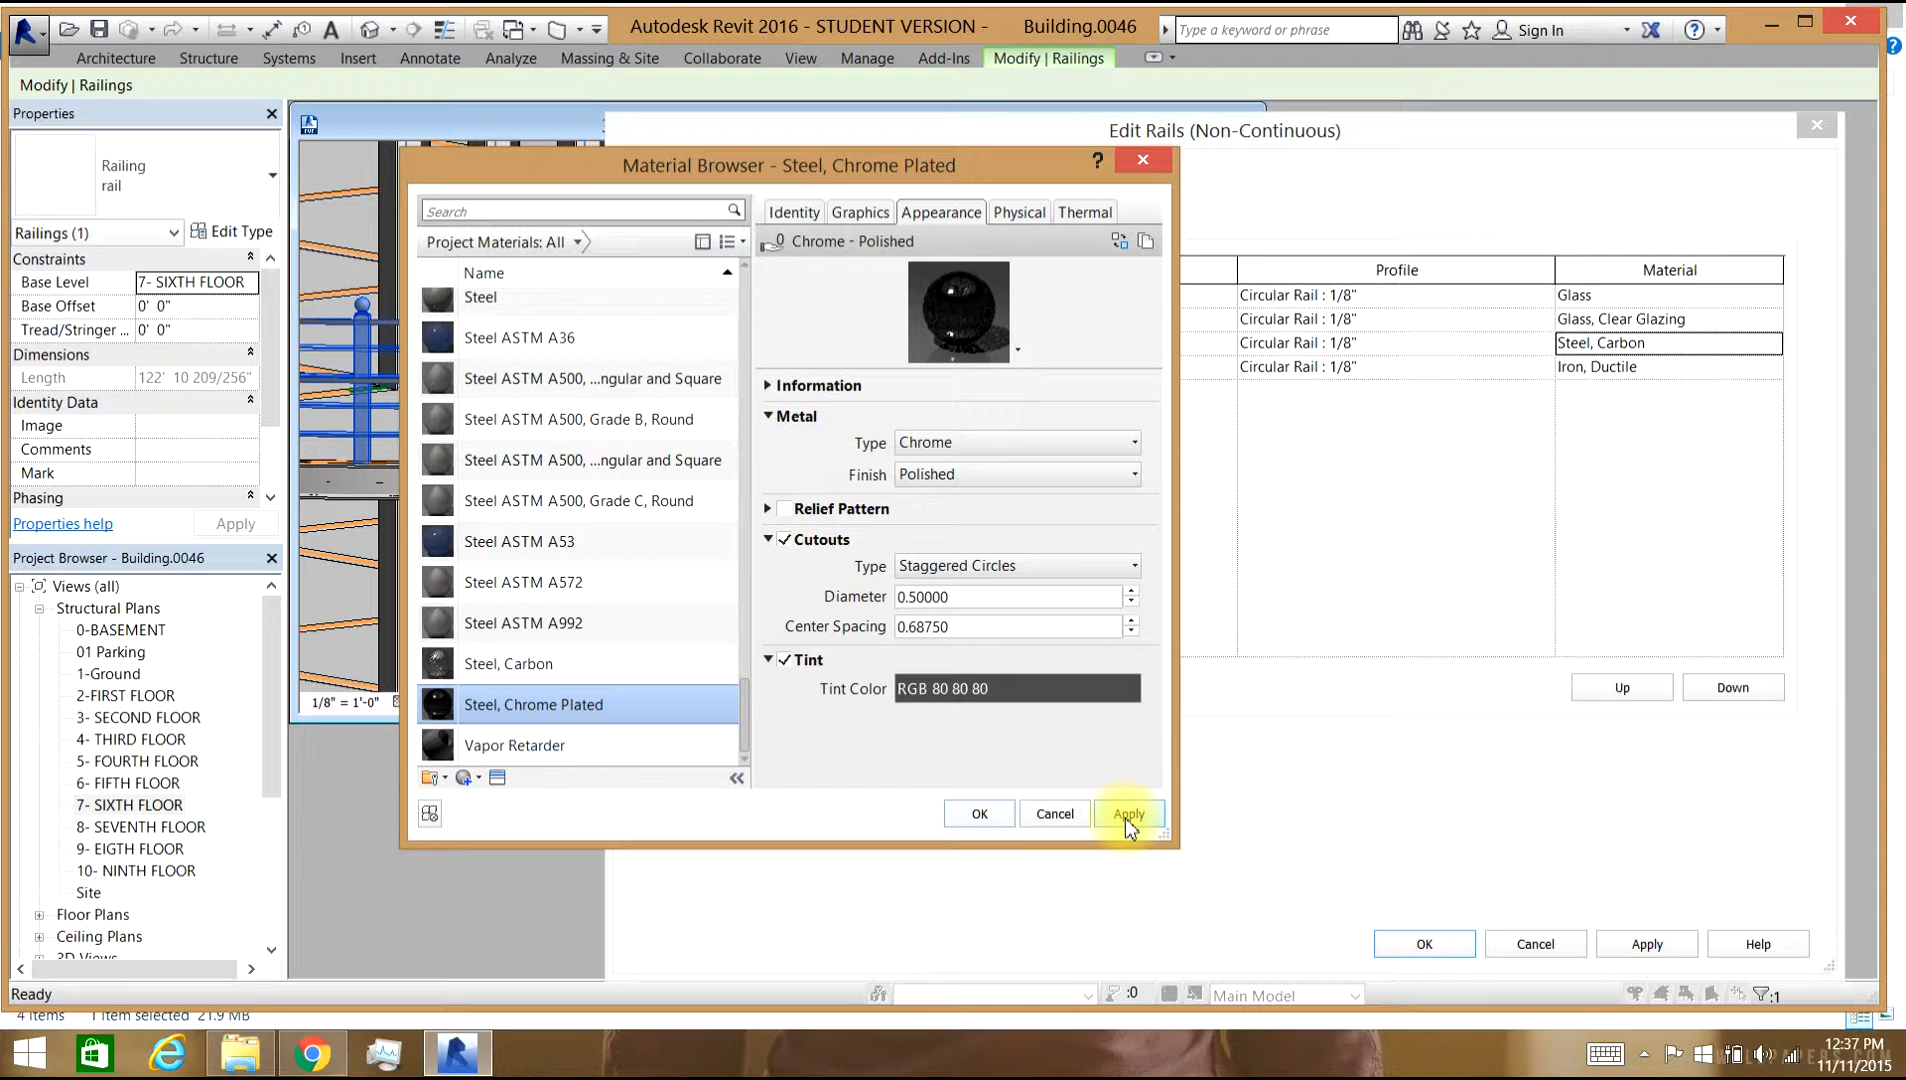 Autodesk Revit 2016 - STUDENT VERSION - Building.0046
Type a keyword or phrase
Sign In
Architecture Structure Systems Insert Annotate Analyze Massing & Site Collaborate View Manage Add-Ins Modify | Railings
Modify | Railings
Properties
Railing
rail
Railings (1) Edit Type
Constraints
Base Level 7- SIXTH FLOOR
Base Offset 0' 0"
Tread/Stringer ... 0' 0"
Dimensions
Length 122' 10 209/256"
Identity Data
Image
Comments
Mark
Phasing
Properties help Apply
Project Browser - Building.0046
Views (all)
Structural Plans
0-BASEMENT
01 Parking
1-Ground
2-FIRST FLOOR
3- SECOND FLOOR
4- THIRD FLOOR
5- FOURTH FLOOR
6- FIFTH FLOOR
7- SIXTH FLOOR
8- SEVENTH FLOOR
9- EIGTH FLOOR
10- NINTH FLOOR
Site
Floor Plans
Ceiling Plans
3D Views
1/8" = 1'-0"
Material Browser - Steel, Chrome Plated
Search
Project Materials: All
Name
Steel
Steel ASTM A36
Steel ASTM A500, ...ngular and Square
Steel ASTM A500, Grade B, Round
Steel ASTM A500, ...ngular and Square
Steel ASTM A500, Grade C, Round
Steel ASTM A53
Steel ASTM A572
Steel ASTM A992
Steel, Carbon
Steel, Chrome Plated
Vapor Retarder
Identity Graphics Appearance Physical Thermal
0 Chrome - Polished
Information
Metal
Type Chrome
Finish Polished
Relief Pattern
Cutouts
Type Staggered Circles
Diameter 0.50000
Center Spacing 0.68750
Tint
Tint Color RGB 80 80 80
OK Cancel Apply
Edit Rails (Non-Continuous)
Profile Material
Circular Rail : 1/8" Glass
Circular Rail : 1/8" Glass, Clear Glazing
Circular Rail : 1/8" Steel, Carbon
Circular Rail : 1/8" Iron, Ductile
Up Down
OK Cancel Apply Help
Ready
:0
Main Model
:1
4 items 1 item selected 21.9 MB
12:37 PM
11/11/2015